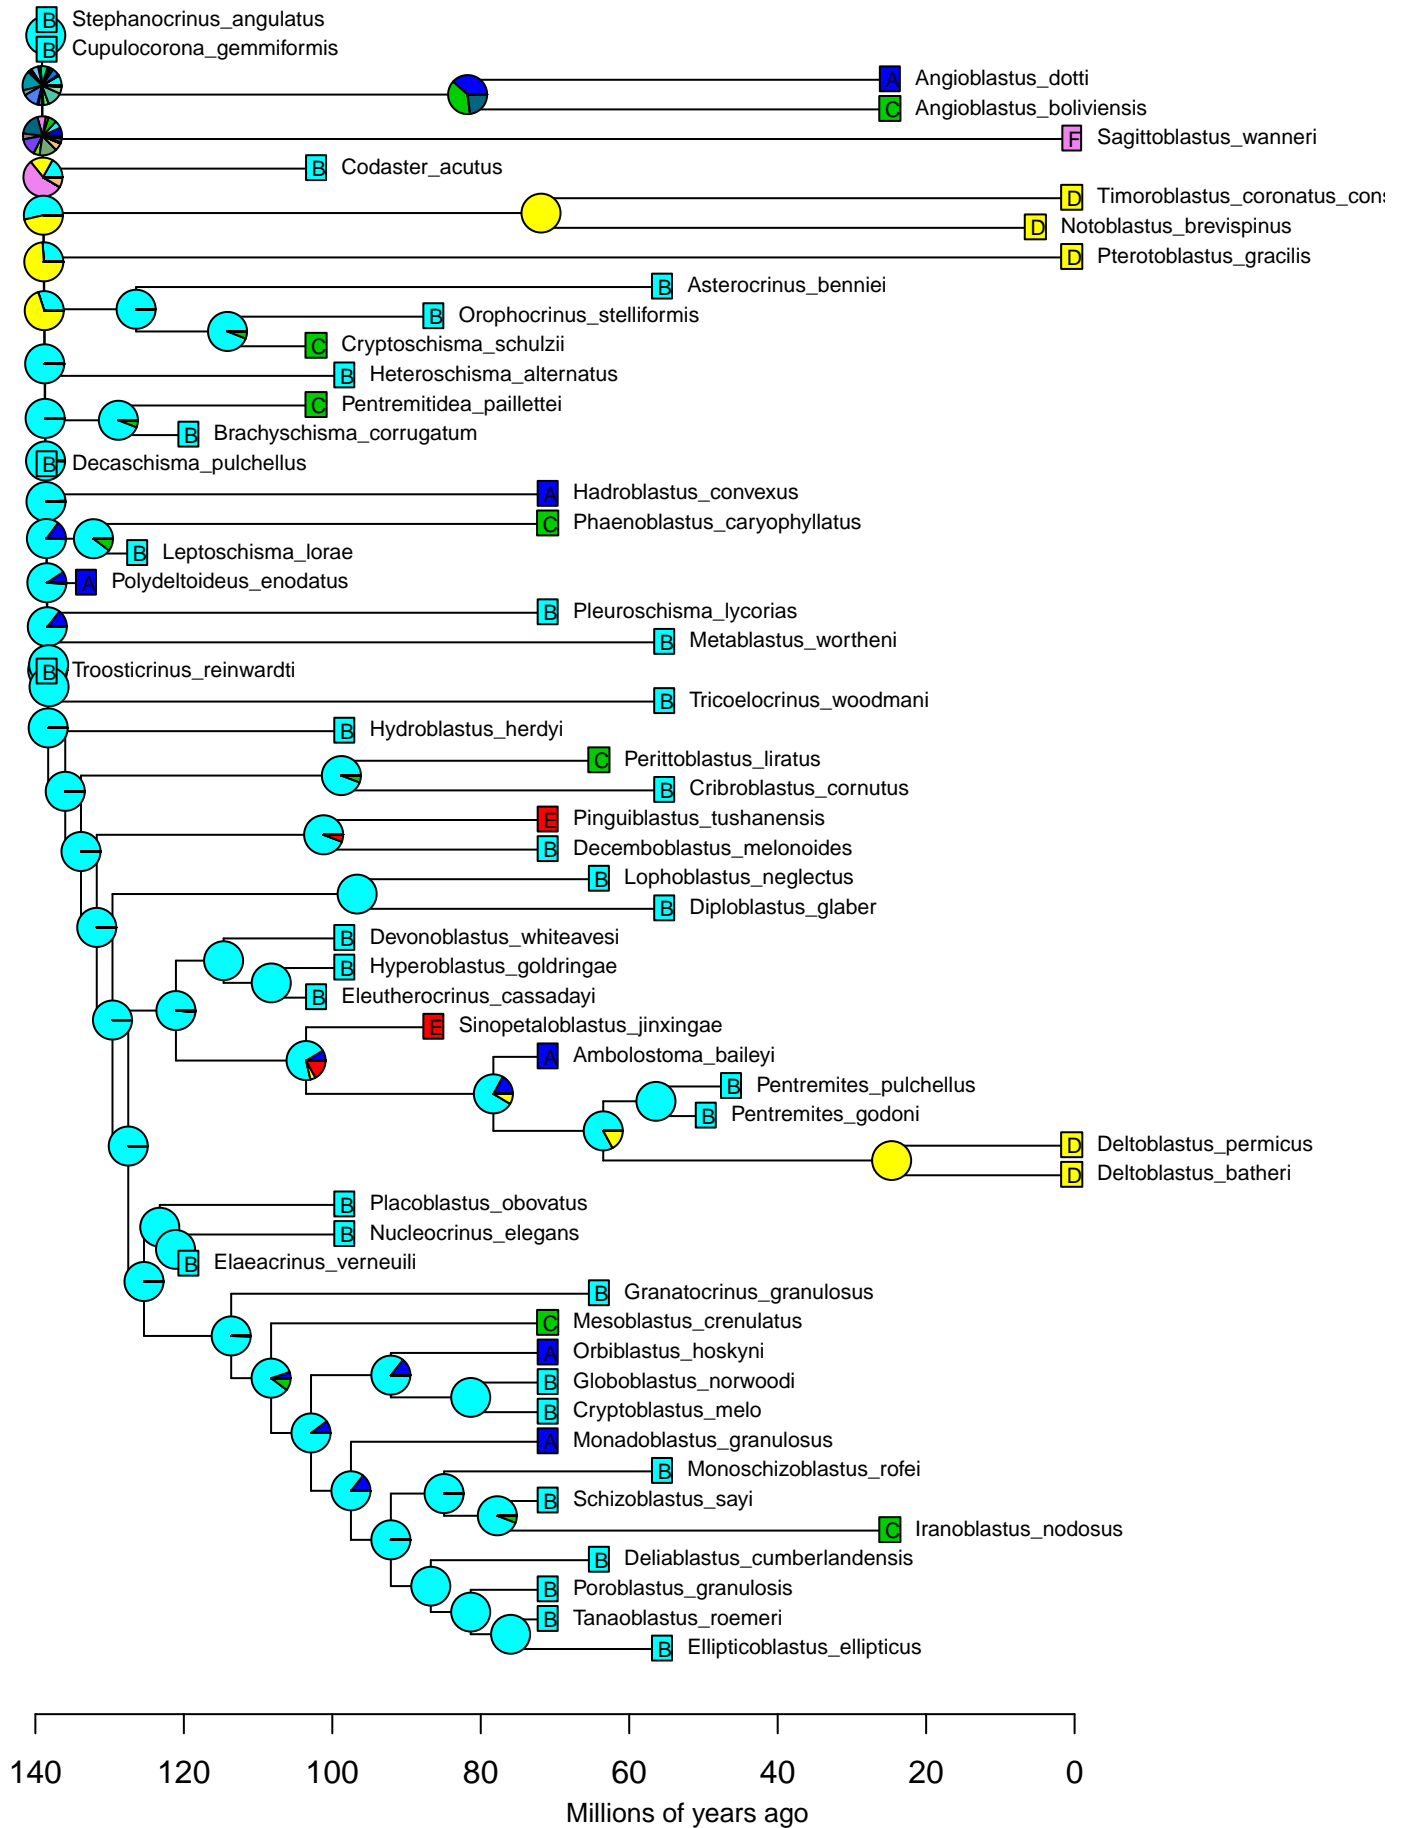 B Stephanocrinus_angulatus
B Cupulocorona_gemmiformis
A Angioblastus_dotti
C Angioblastus_boliviensis
F Sagittoblastus_wanneri
B Codaster_acutus
D Timoroblastus_coronatus_cons
D Notoblastus_brevispinus
D Pterotoblastus_gracilis
B Asterocrinus_benniei
B Orophocrinus_stelliformis
C Cryptoschisma_schulzii
B Heteroschisma_alternatus
C Pentremitidea_paillettei
B Brachyschisma_corrugatum
B Decaschisma_pulchellus
A Hadroblastus_convexus
C Phaenoblastus_caryophyllatus
B Leptoschisma_lorae
A Polydeltoideus_enodatus
B Pleuroschisma_lycorias
B Metablastus_wortheni
B Troosticrinus_reinwardti
B Tricoelocrinus_woodmani
B Hydroblastus_herdyi
C Perittoblastus_liratus
B Cribroblastus_cornutus
E Pinguiblastus_tushanensis
B Decemboblastus_melonoides
B Lophoblastus_neglectus
B Diploblastus_glaber
B Devonoblastus_whiteavesi
B Hyperoblastus_goldringae
B Eleutherocrinus_cassadayi
E Sinopetaloblastus_jinxingae
A Ambolostoma_baileyi
B Pentremites_pulchellus
B Pentremites_godoni
D Deltoblastus_permicus
D Deltoblastus_batheri
B Placoblastus_obovatus
B Nucleocrinus_elegans
B Elaeacrinus_verneuili
B Granatocrinus_granulosus
C Mesoblastus_crenulatus
A Orbiblastus_hoskyni
B Globoblastus_norwoodi
B Cryptoblastus_melo
A Monadoblastus_granulosus
B Monoschizoblastus_rofei
B Schizoblastus_sayi
C Iranoblastus_nodosus
B Deliablastus_cumberlandensis
B Poroblastus_granulosis
B Tanaoblastus_roemeri
B Ellipticoblastus_ellipticus
140 120 100 80 60 40 20 0
Millions of years ago